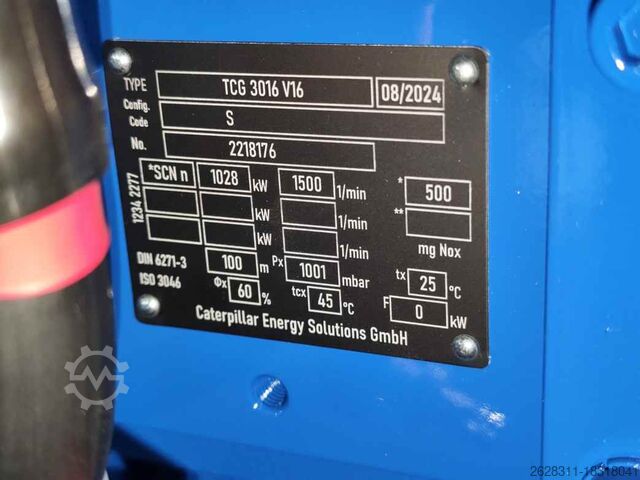 TYPE TCG 3016 V16 08/2024
Config. Code S
No. 2218176
1234 2277
*SCN n 1028 kW 1500 1/min * 500
kW 1/min **
kW 1/min mg Nox
DIN 6271-3 100 m Px 1001 mbar tx 25 °C
ISO 3046 Φx 60 % tcx 45 °C F 0 kW
Caterpillar Energy Solutions GmbH
2628311-18518041